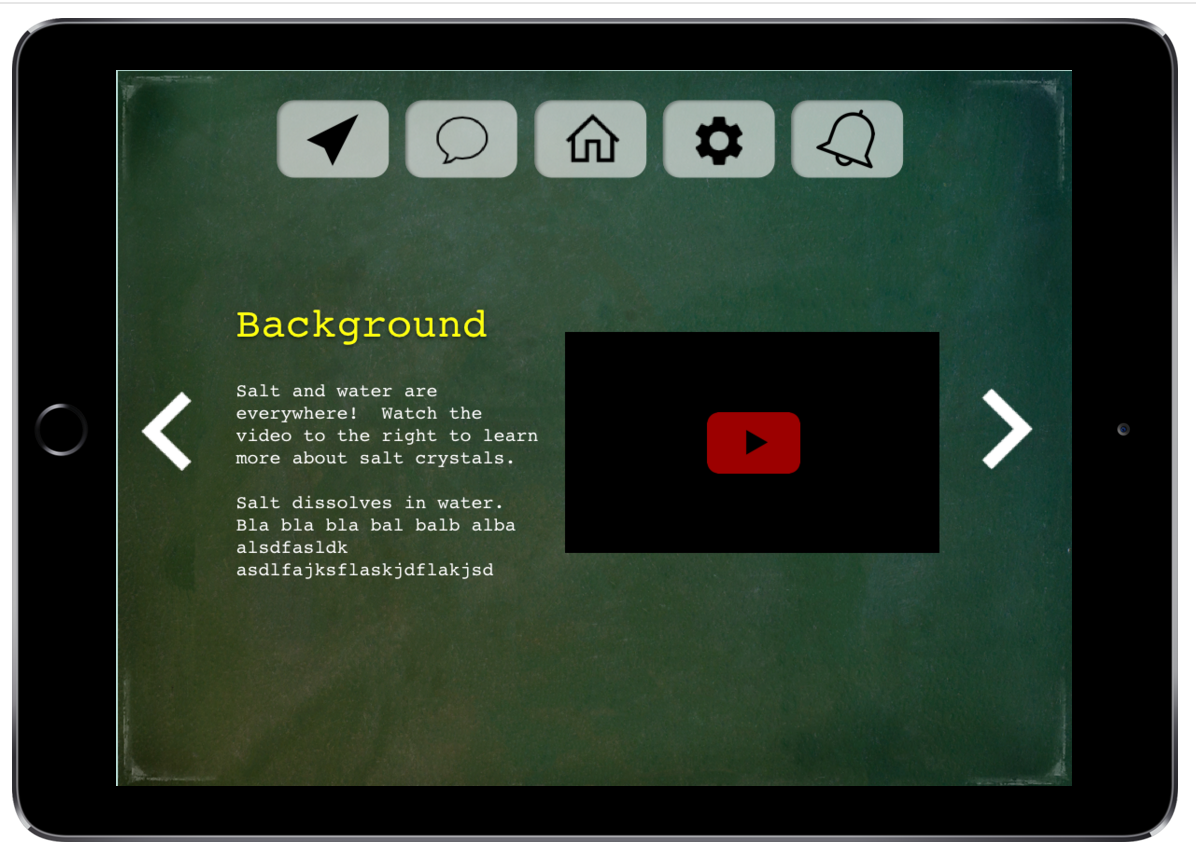 Background
Salt and water are
everywhere!  Watch the
video to the right to learn
more about salt crystals.
Salt dissolves in water.
Bla bla bla bal balb alba
alsdfasldk
asdlfajksflaskjdflakjsd